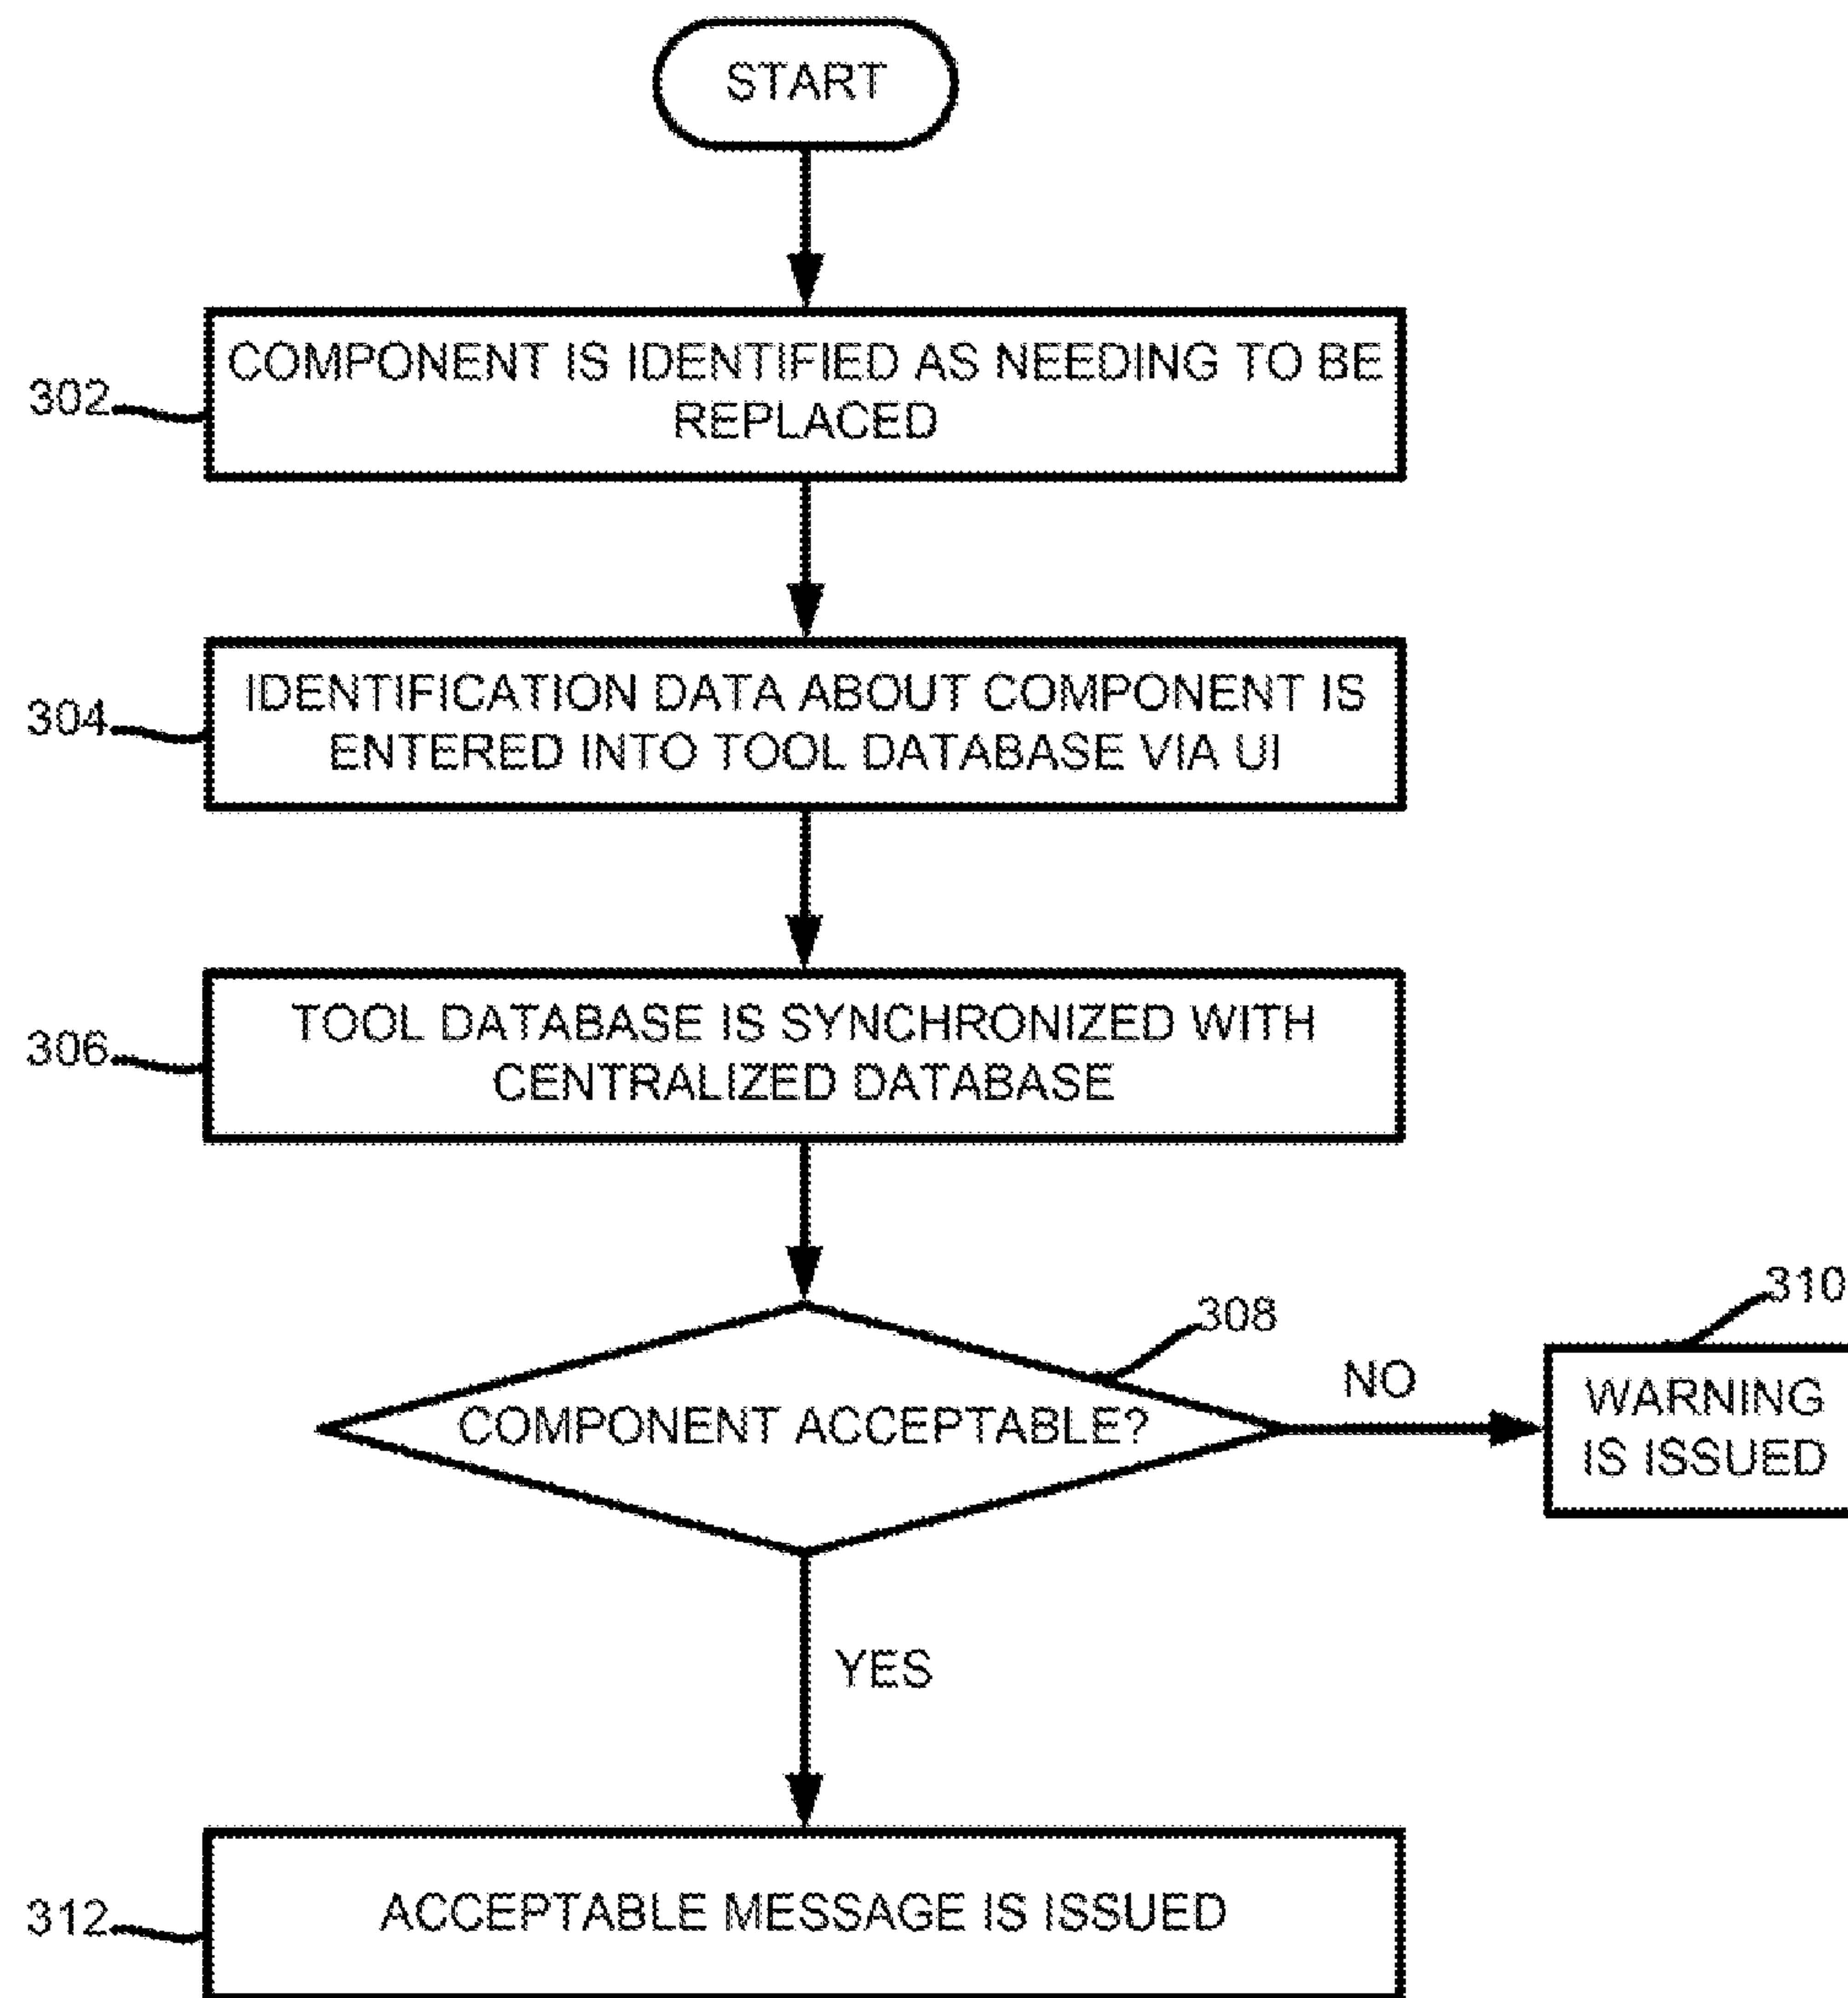 START
302
COMPONENT IS IDENTIFIED AS NEEDING TO BE
REPLACED
304
IDENTIFICATION DATA ABOUT COMPONENT IS
ENTERED INTO TOOL DATABASE VIA UI
306
TOOL DATABASE IS SYNCHRONIZED WITH
CENTRALIZED DATABASE
308
COMPONENT ACCEPTABLE?
NO
310
WARNING
IS ISSUED
YES
312
ACCEPTABLE MESSAGE IS ISSUED